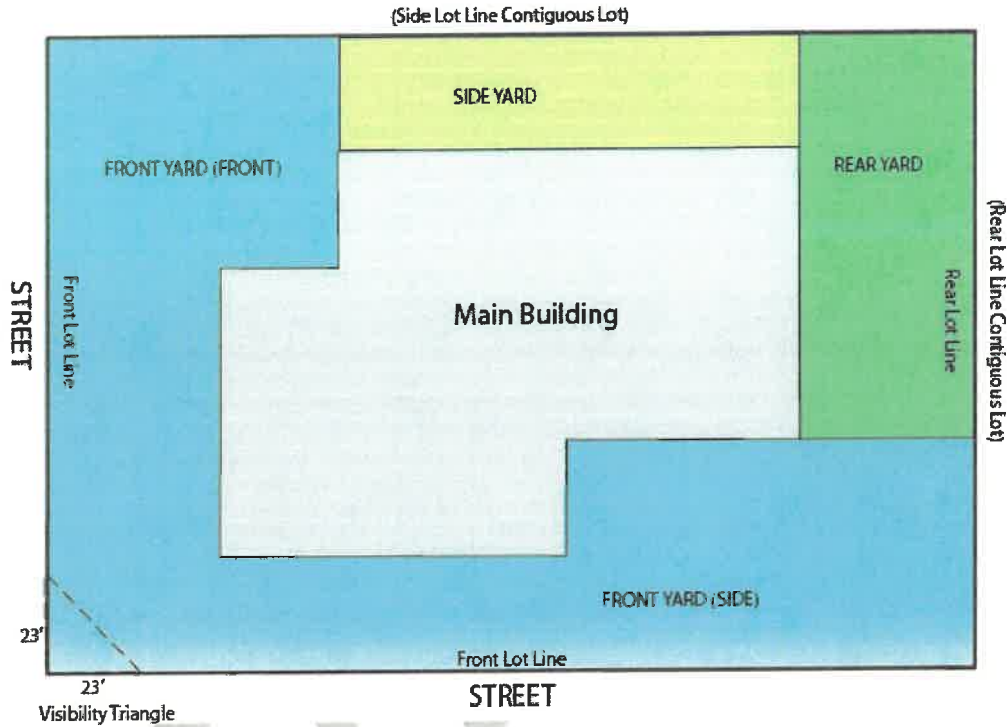 (Side Lot Line Contiguous Lot)
SIDE YARD
FRONT YARD (FRONT)
REAR YARD
STREET
Front Lot Line
Main Building
Rear Lot Line
(Rear Lot Line Contiguous Lot)
FRONT YARD (SIDE)
23'
Front Lot Line
23'
STREET
Visibility Triangle